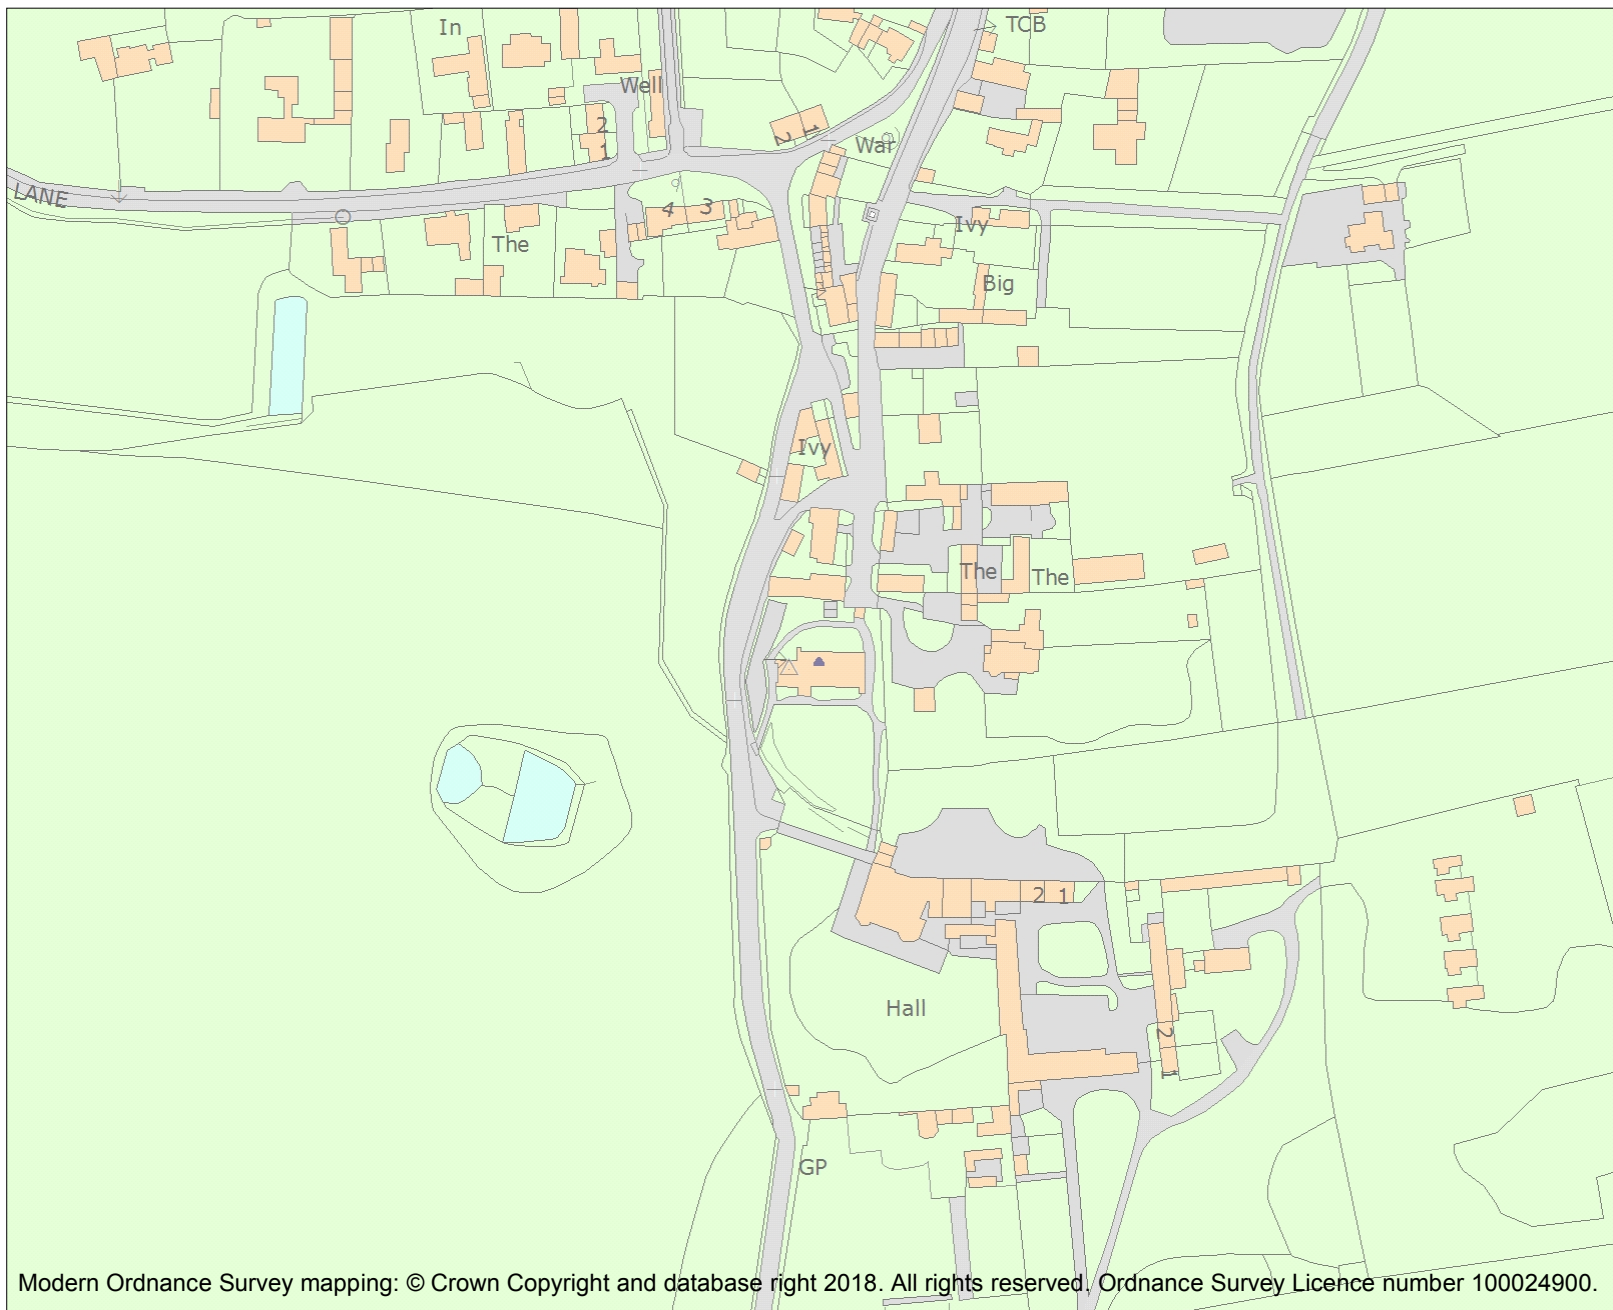 In
TCB
Well
2
1
2
1
War
LANE
4
3
The
Ivy
Big
Ivy
The
The
2
1
Hall
2
1
GP
Modern Ordnance Survey mapping: © Crown Copyright and database right 2018. All rights reserved. Ordnance Survey Licence number 100024900.